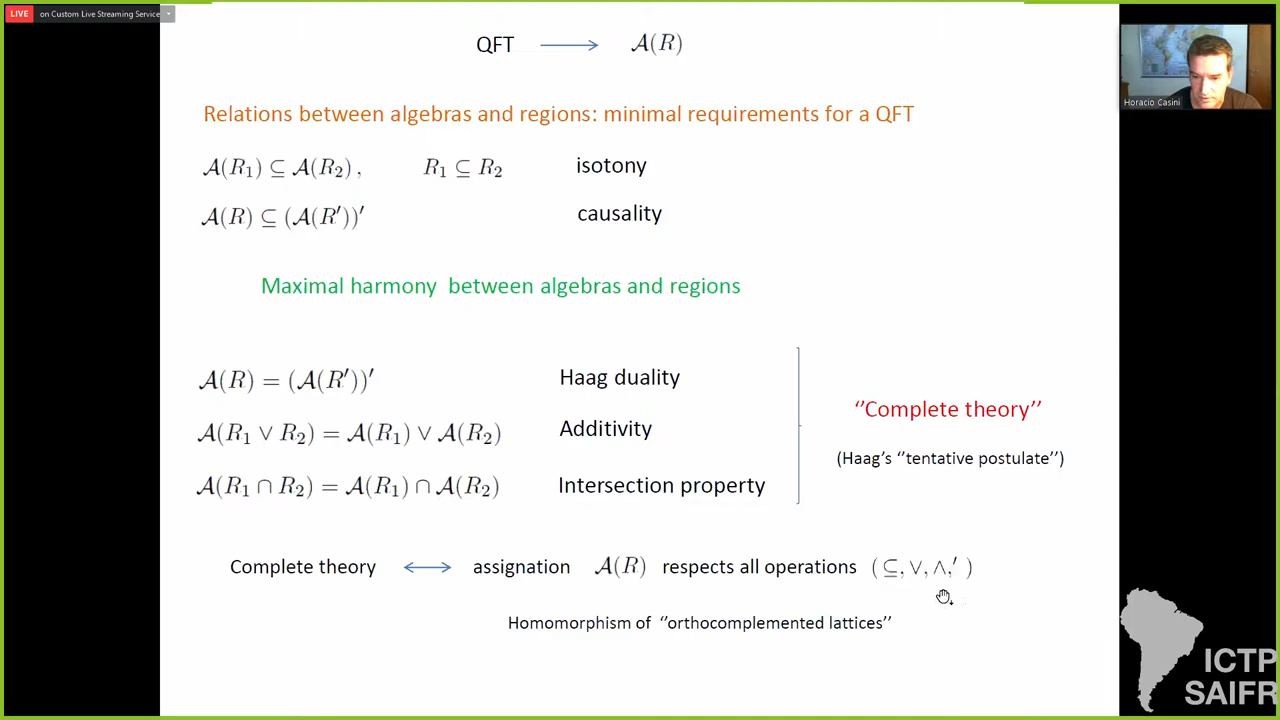 LIVE on Custom Live Streaming Service
QFT ⟶ 𝒜(R)
Horacio Casini
Relations between algebras and regions: minimal requirements for a QFT
𝒜(R₁) ⊆ 𝒜(R₂) , R₁ ⊆ R₂ isotony
𝒜(R) ⊆ (𝒜(R′))′ causality
Maximal harmony between algebras and regions
𝒜(R) = (𝒜(R′))′ Haag duality
𝒜(R₁ ∨ R₂) = 𝒜(R₁) ∨ 𝒜(R₂) Additivity
𝒜(R₁ ∩ R₂) = 𝒜(R₁) ∩ 𝒜(R₂) Intersection property
‘’Complete theory’’
(Haag’s ‘’tentative postulate’’)
Complete theory ⟷ assignation 𝒜(R) respects all operations ( ⊆, ∨, ∧,′ )
Homomorphism of ‘’orthocomplemented lattices’’
ICTP
SAIFR